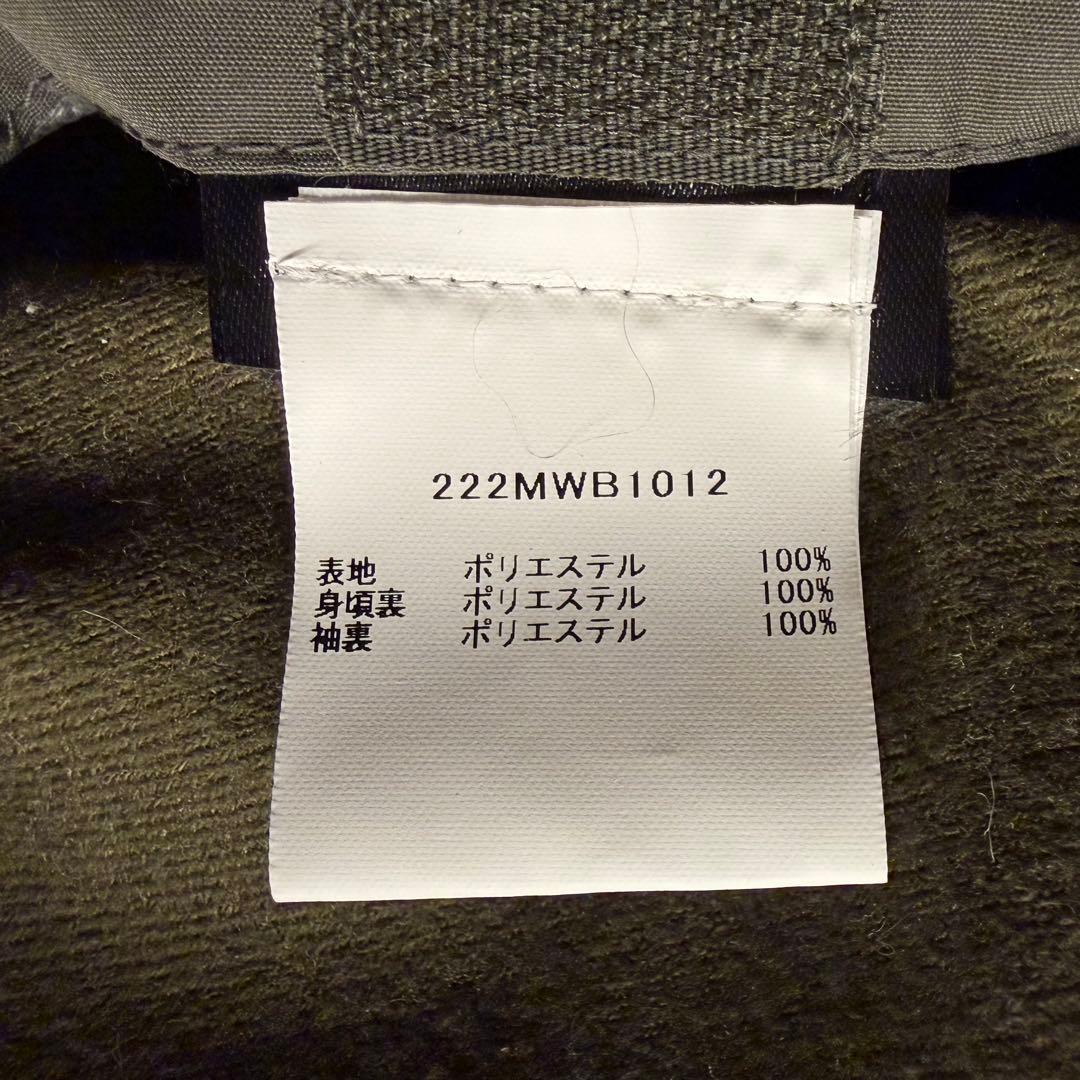 222MWB1012
表地 ポリエステル 100%
身頃裏 ポリエステル 100%
袖裏 ポリエステル 100%